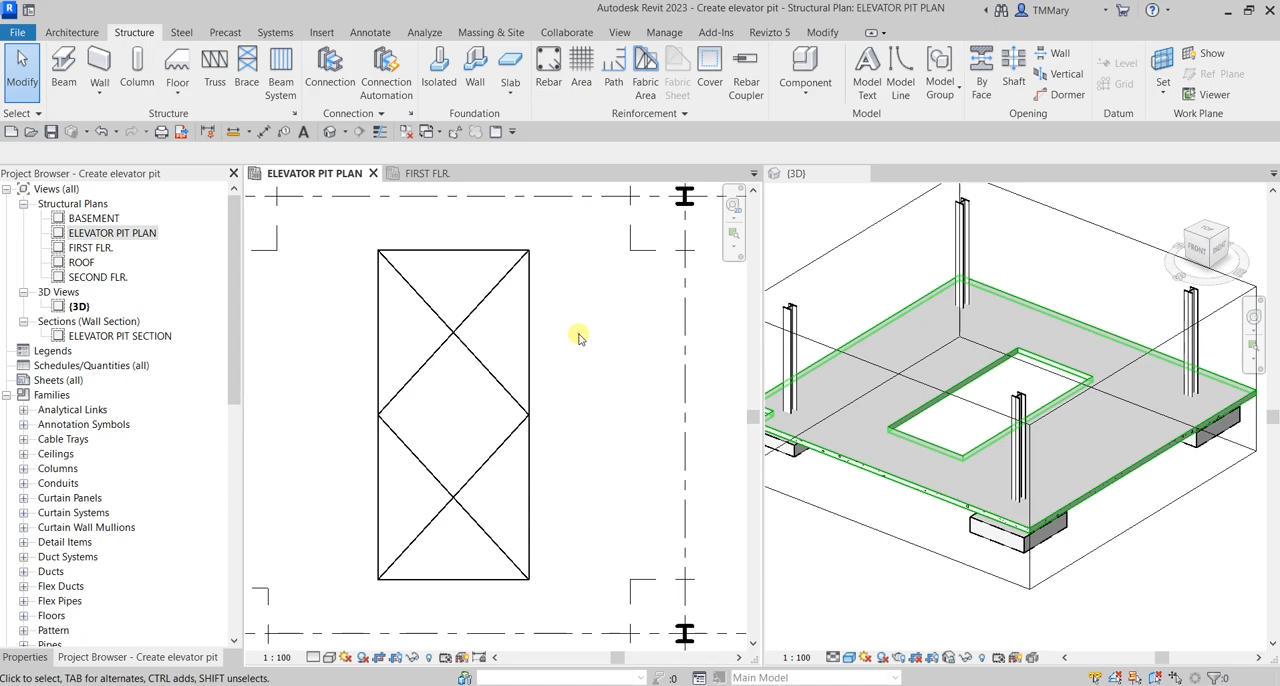 Autodesk Revit 2023 - Create elevator pit - Structural Plan: ELEVATOR PIT PLAN
TMMary
File Architecture Structure Steel Precast Systems Insert Annotate Analyze Massing & Site Collaborate View Manage Add-Ins Revizto 5 Modify
Modify Beam Wall Column Floor Truss Brace Beam System Connection Connection Automation Isolated Wall Slab Rebar Area Path Fabric Area Fabric Sheet Cover Rebar Coupler Component Model Text Model Line Model Group By Face Shaft Wall Vertical Dormer Level Grid Set Show Ref Plane Viewer
Select Structure Connection Foundation Reinforcement Model Opening Datum Work Plane
Project Browser - Create elevator pit
ELEVATOR PIT PLAN
FIRST FLR.
{3D}
Views (all)
Structural Plans
BASEMENT
ELEVATOR PIT PLAN
FIRST FLR.
ROOF
SECOND FLR.
3D Views
{3D}
Sections (Wall Section)
ELEVATOR PIT SECTION
Legends
Schedules/Quantities (all)
Sheets (all)
Families
Analytical Links
Annotation Symbols
Cable Trays
Ceilings
Columns
Conduits
Curtain Panels
Curtain Systems
Curtain Wall Mullions
Detail Items
Duct Systems
Ducts
Flex Ducts
Flex Pipes
Floors
Pattern
Pipes
TOP
FRONT
RIGHT
Properties
Project Browser - Create elevator pit
1 : 100
1 : 100
Click to select, TAB for alternates, CTRL adds, SHIFT unselects.
:0
Main Model
:0